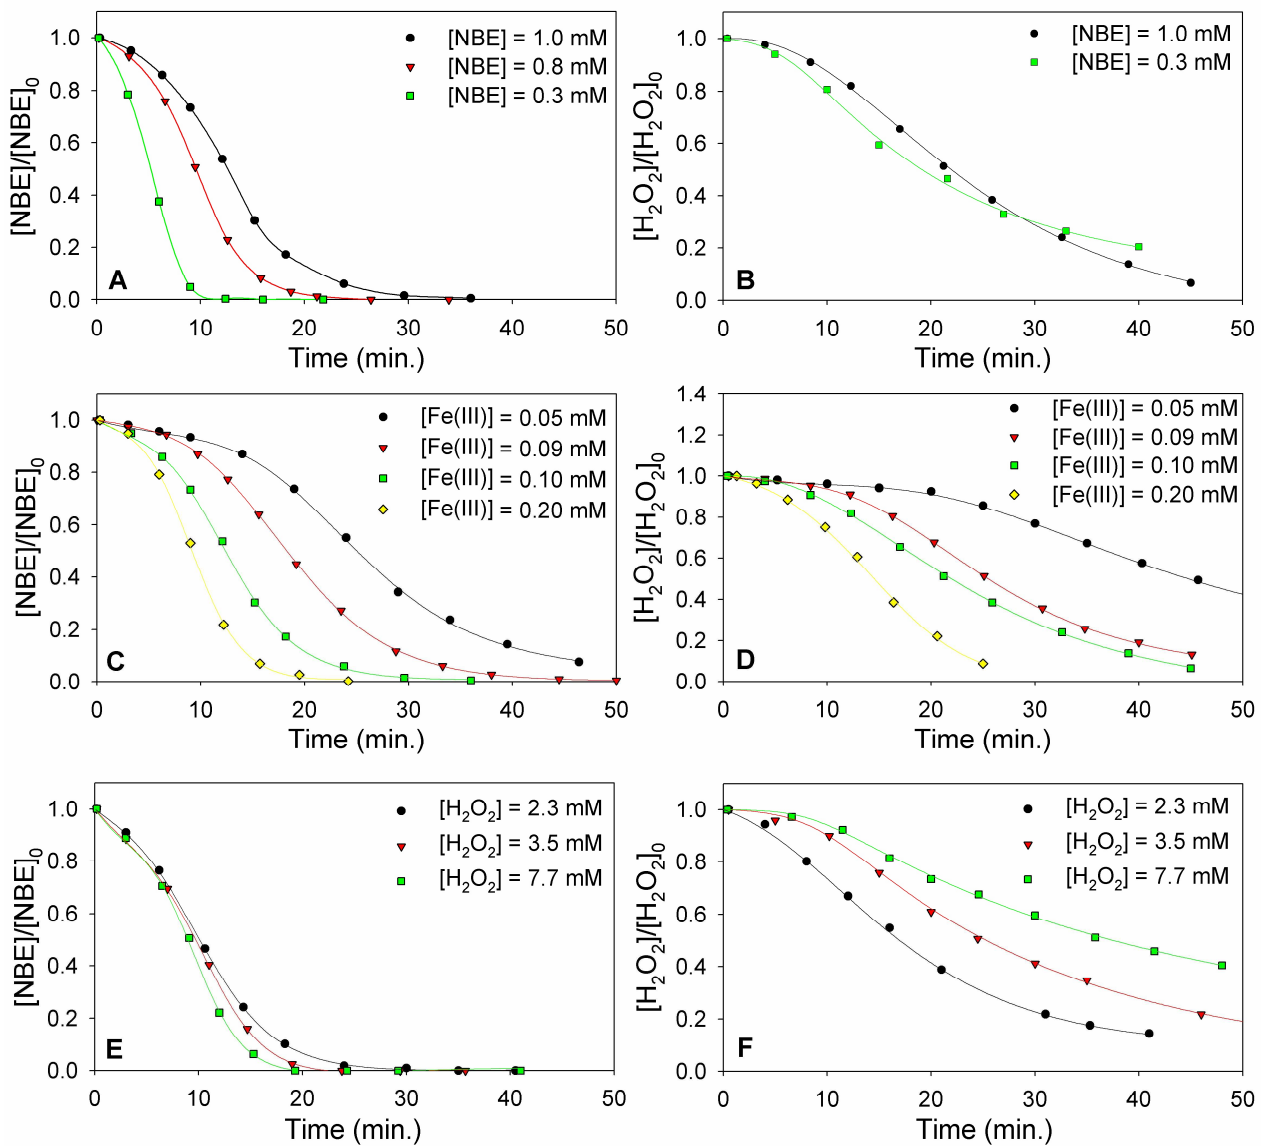 [NBE]/[NBE]0
1.0
0.8
0.6
0.4
0.2
0.0
[NBE] = 1.0 mM
[NBE] = 0.8 mM
[NBE] = 0.3 mM
A
0 10 20 30 40 50
Time (min.)
[H2O2]/[H2O2]0
1.0
0.8
0.6
0.4
0.2
0.0
[NBE] = 1.0 mM
[NBE] = 0.3 mM
B
0 10 20 30 40 50
Time (min.)
[NBE]/[NBE]0
1.0
0.8
0.6
0.4
0.2
0.0
[Fe(III)] = 0.05 mM
[Fe(III)] = 0.09 mM
[Fe(III)] = 0.10 mM
[Fe(III)] = 0.20 mM
C
0 10 20 30 40 50
Time (min.)
[H2O2]/[H2O2]0
1.4
1.2
1.0
0.8
0.6
0.4
0.2
0.0
[Fe(III)] = 0.05 mM
[Fe(III)] = 0.09 mM
[Fe(III)] = 0.10 mM
[Fe(III)] = 0.20 mM
D
0 10 20 30 40 50
Time (min.)
[NBE]/[NBE]0
1.0
0.8
0.6
0.4
0.2
0.0
[H2O2] = 2.3 mM
[H2O2] = 3.5 mM
[H2O2] = 7.7 mM
E
0 10 20 30 40 50
Time (min.)
[H2O2]/[H2O2]0
1.0
0.8
0.6
0.4
0.2
0.0
[H2O2] = 2.3 mM
[H2O2] = 3.5 mM
[H2O2] = 7.7 mM
F
0 10 20 30 40 50
Time (min.)